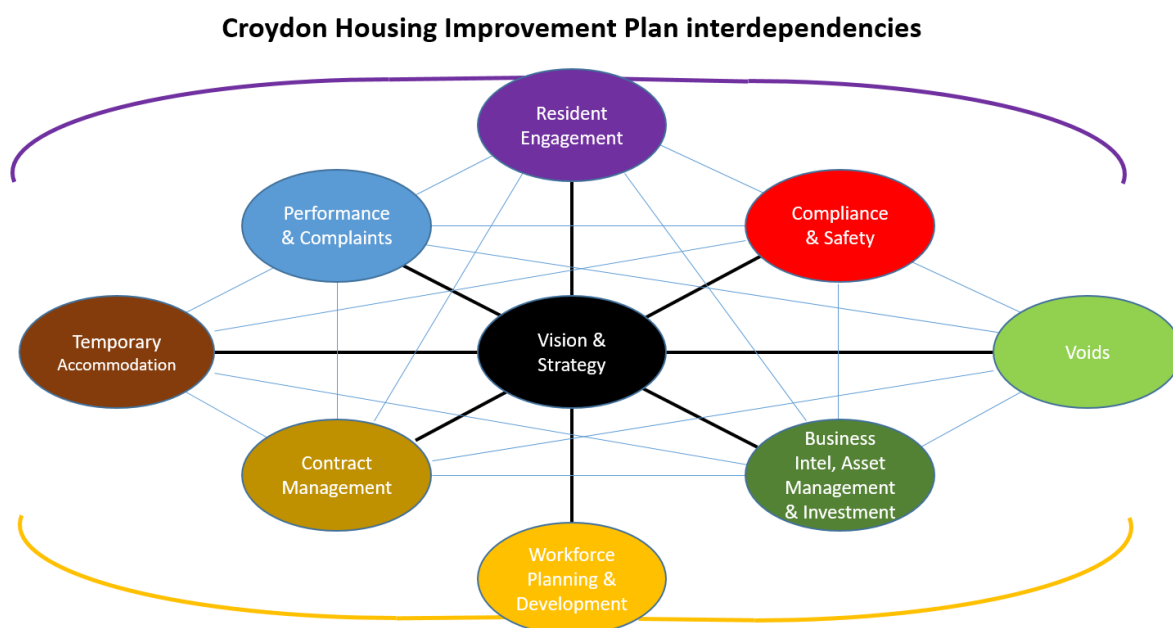 Croydon Housing Improvement Plan interdependencies
Resident
Engagement
Performance
& Complaints
Compliance
& Safety
Temporary
Accommodation
Vision &
Strategy
Voids
Contract
Management
Business
Intel, Asset
Management
& Investment
Workforce
Planning &
Development